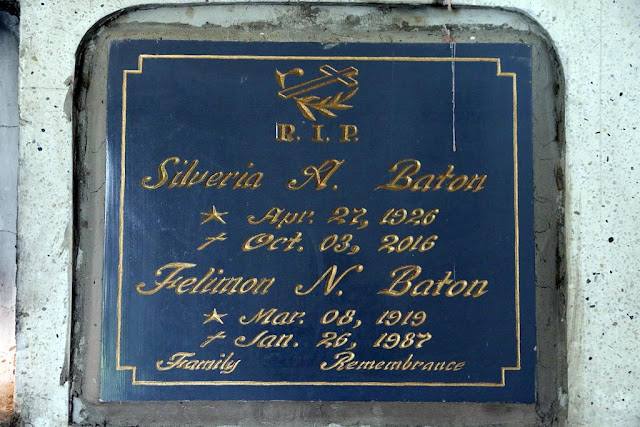 R.I.P.
Silveria A. Baton
★ Apr. 27, 1926
† Oct. 03, 2016
Felimon N. Baton
★ Mar. 08, 1919
† Jan. 26, 1987
Family Remembrance